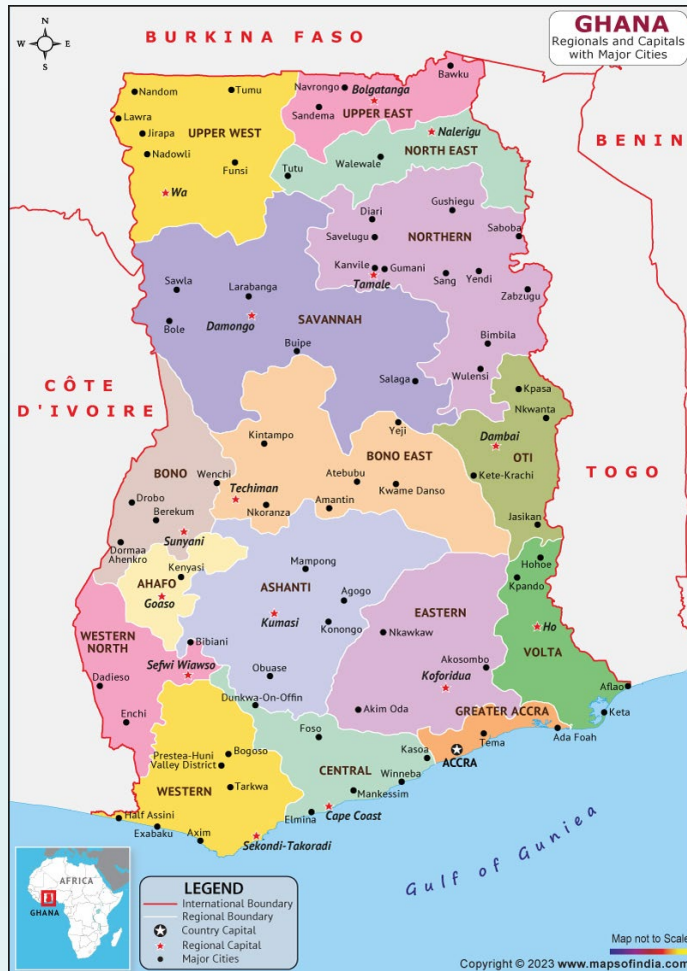 GHANA
Regionals and Capitals
with Major Cities
N
W E
S
BURKINA FASO
BENIN
TOGO
CÔTE
D'IVOIRE
Nandom
Tumu
Lawra
Jirapa
Nadowli
Funsi
UPPER WEST
Wa
Navrongo
Bolgatanga
Bawku
Sandema
UPPER EAST
Nalerigu
NORTH EAST
Walewale
Tutu
Gushiegu
Diari
Savelugu
NORTHERN
Saboba
Kanvile
Gumani
Tamale
Sang
Yendi
Zabzugu
Bimbila
Wulensi
Sawla
Larabanga
Damongo
Bole
SAVANNAH
Buipe
Salaga
Kpasa
Nkwanta
Dambai
OTI
Kete-Krachi
Jasikan
Yeji
Kintampo
BONO EAST
Atebubu
Techiman
Kwame Danso
Nkoranza
Amantin
BONO
Wenchi
Drobo
Berekum
Sunyani
Dormaa
Ahenkro
AHAFO
Kenyasi
Goaso
Mampong
ASHANTI
Agogo
Kumasi
Konongo
Obuase
EASTERN
Nkawkaw
Akosombo
Koforidua
Akim Oda
Hohoe
Kpando
Ho
VOLTA
Aflao
Keta
WESTERN
NORTH
Bibiani
Sefwi Wiawso
Dadieso
Enchi
Dunkwa-On-Offin
GREATER ACCRA
Ada Foah
Tema
ACCRA
Kasoa
Foso
CENTRAL
Winneba
Mankessim
Cape Coast
Elmina
Prestea-Huni
Valley District
Bogoso
Tarkwa
WESTERN
Half Assini
Exabaku
Axim
Sekondi-Takoradi
Gulf of Guniea
AFRICA
GHANA
LEGEND
International Boundary
Regional Boundary
Country Capital
Regional Capital
Major Cities
Map not to Scale
Copyright © 2023 www.mapsofindia.com